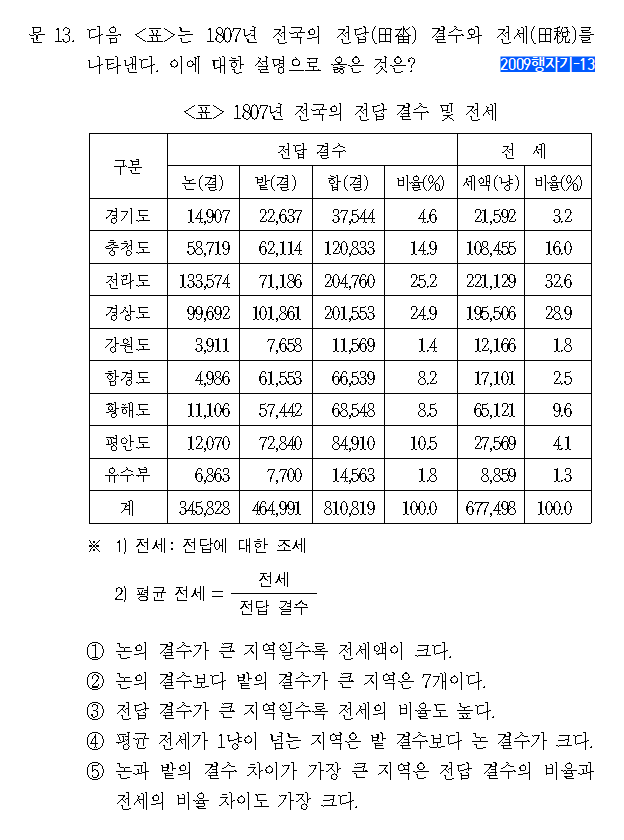 문 13. 다음 <표>는 1807년 전국의 전답(田畓) 결수와 전세(田稅)를
나타낸다. 이에 대한 설명으로 옳은 것은? 2009행자기-13
<표> 1807년 전국의 전답 결수 및 전세
구분 전답 결수 전 세
논(결) 밭(결) 합(결) 비율(%) 세액(냥) 비율(%)
경기도 14,907 22,637 37,544 4.6 21,592 3.2
충청도 58,719 62,114 120,833 14.9 108,455 16.0
전라도 133,574 71,186 204,760 25.2 221,129 32.6
경상도 99,692 101,861 201,553 24.9 195,506 28.9
강원도 3,911 7,658 11,569 1.4 12,166 1.8
함경도 4,986 61,553 66,539 8.2 17,101 2.5
황해도 11,106 57,442 68,548 8.5 65,121 9.6
평안도 12,070 72,840 84,910 10.5 27,569 4.1
유수부 6,863 7,700 14,563 1.8 8,859 1.3
계 345,828 464,991 810,819 100.0 677,498 100.0
※ 1) 전세: 전답에 대한 조세
2) 평균 전세 = 전세
전답 결수
① 논의 결수가 큰 지역일수록 전세액이 크다.
② 논의 결수보다 밭의 결수가 큰 지역은 7개이다.
③ 전답 결수가 큰 지역일수록 전세의 비율도 높다.
④ 평균 전세가 1냥이 넘는 지역은 밭 결수보다 논 결수가 크다.
⑤ 논과 밭의 결수 차이가 가장 큰 지역은 전답 결수의 비율과
전세의 비율 차이도 가장 크다.